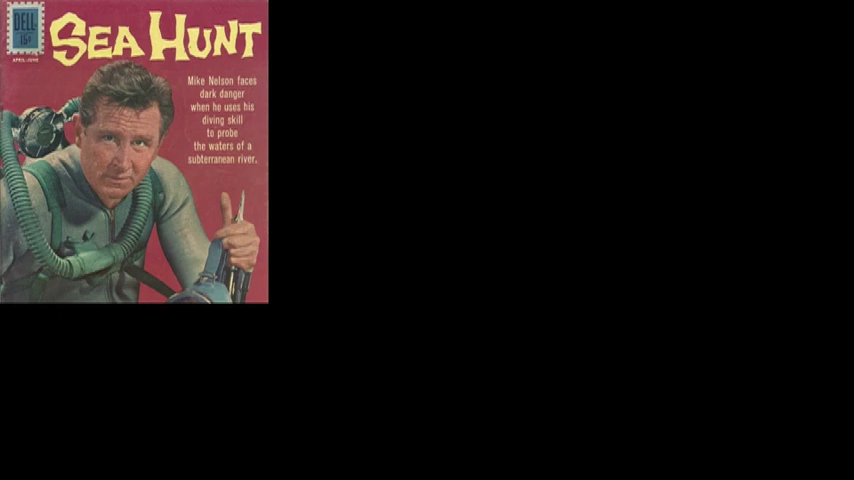 DELL
15¢
APRIL-JUNE
SEA HUNT
Mike Nelson faces
dark danger
when he uses his
diving skill
to probe
the waters of a
subterranean river.